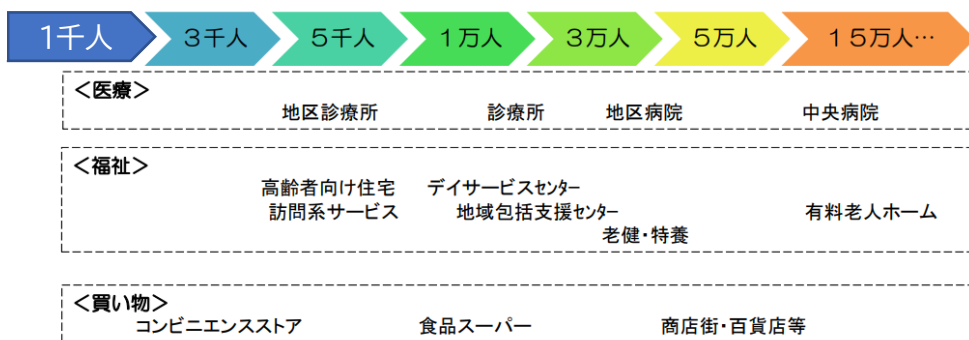 1千人 3千人 5千人 1万人 3万人 5万人 15万人…
＜医療＞
地区診療所 診療所 地区病院 中央病院
＜福祉＞
高齢者向け住宅 デイサービスセンター
訪問系サービス 地域包括支援センター 有料老人ホーム
老健・特養
＜買い物＞
コンビニエンスストア 食品スーパー 商店街・百貨店等